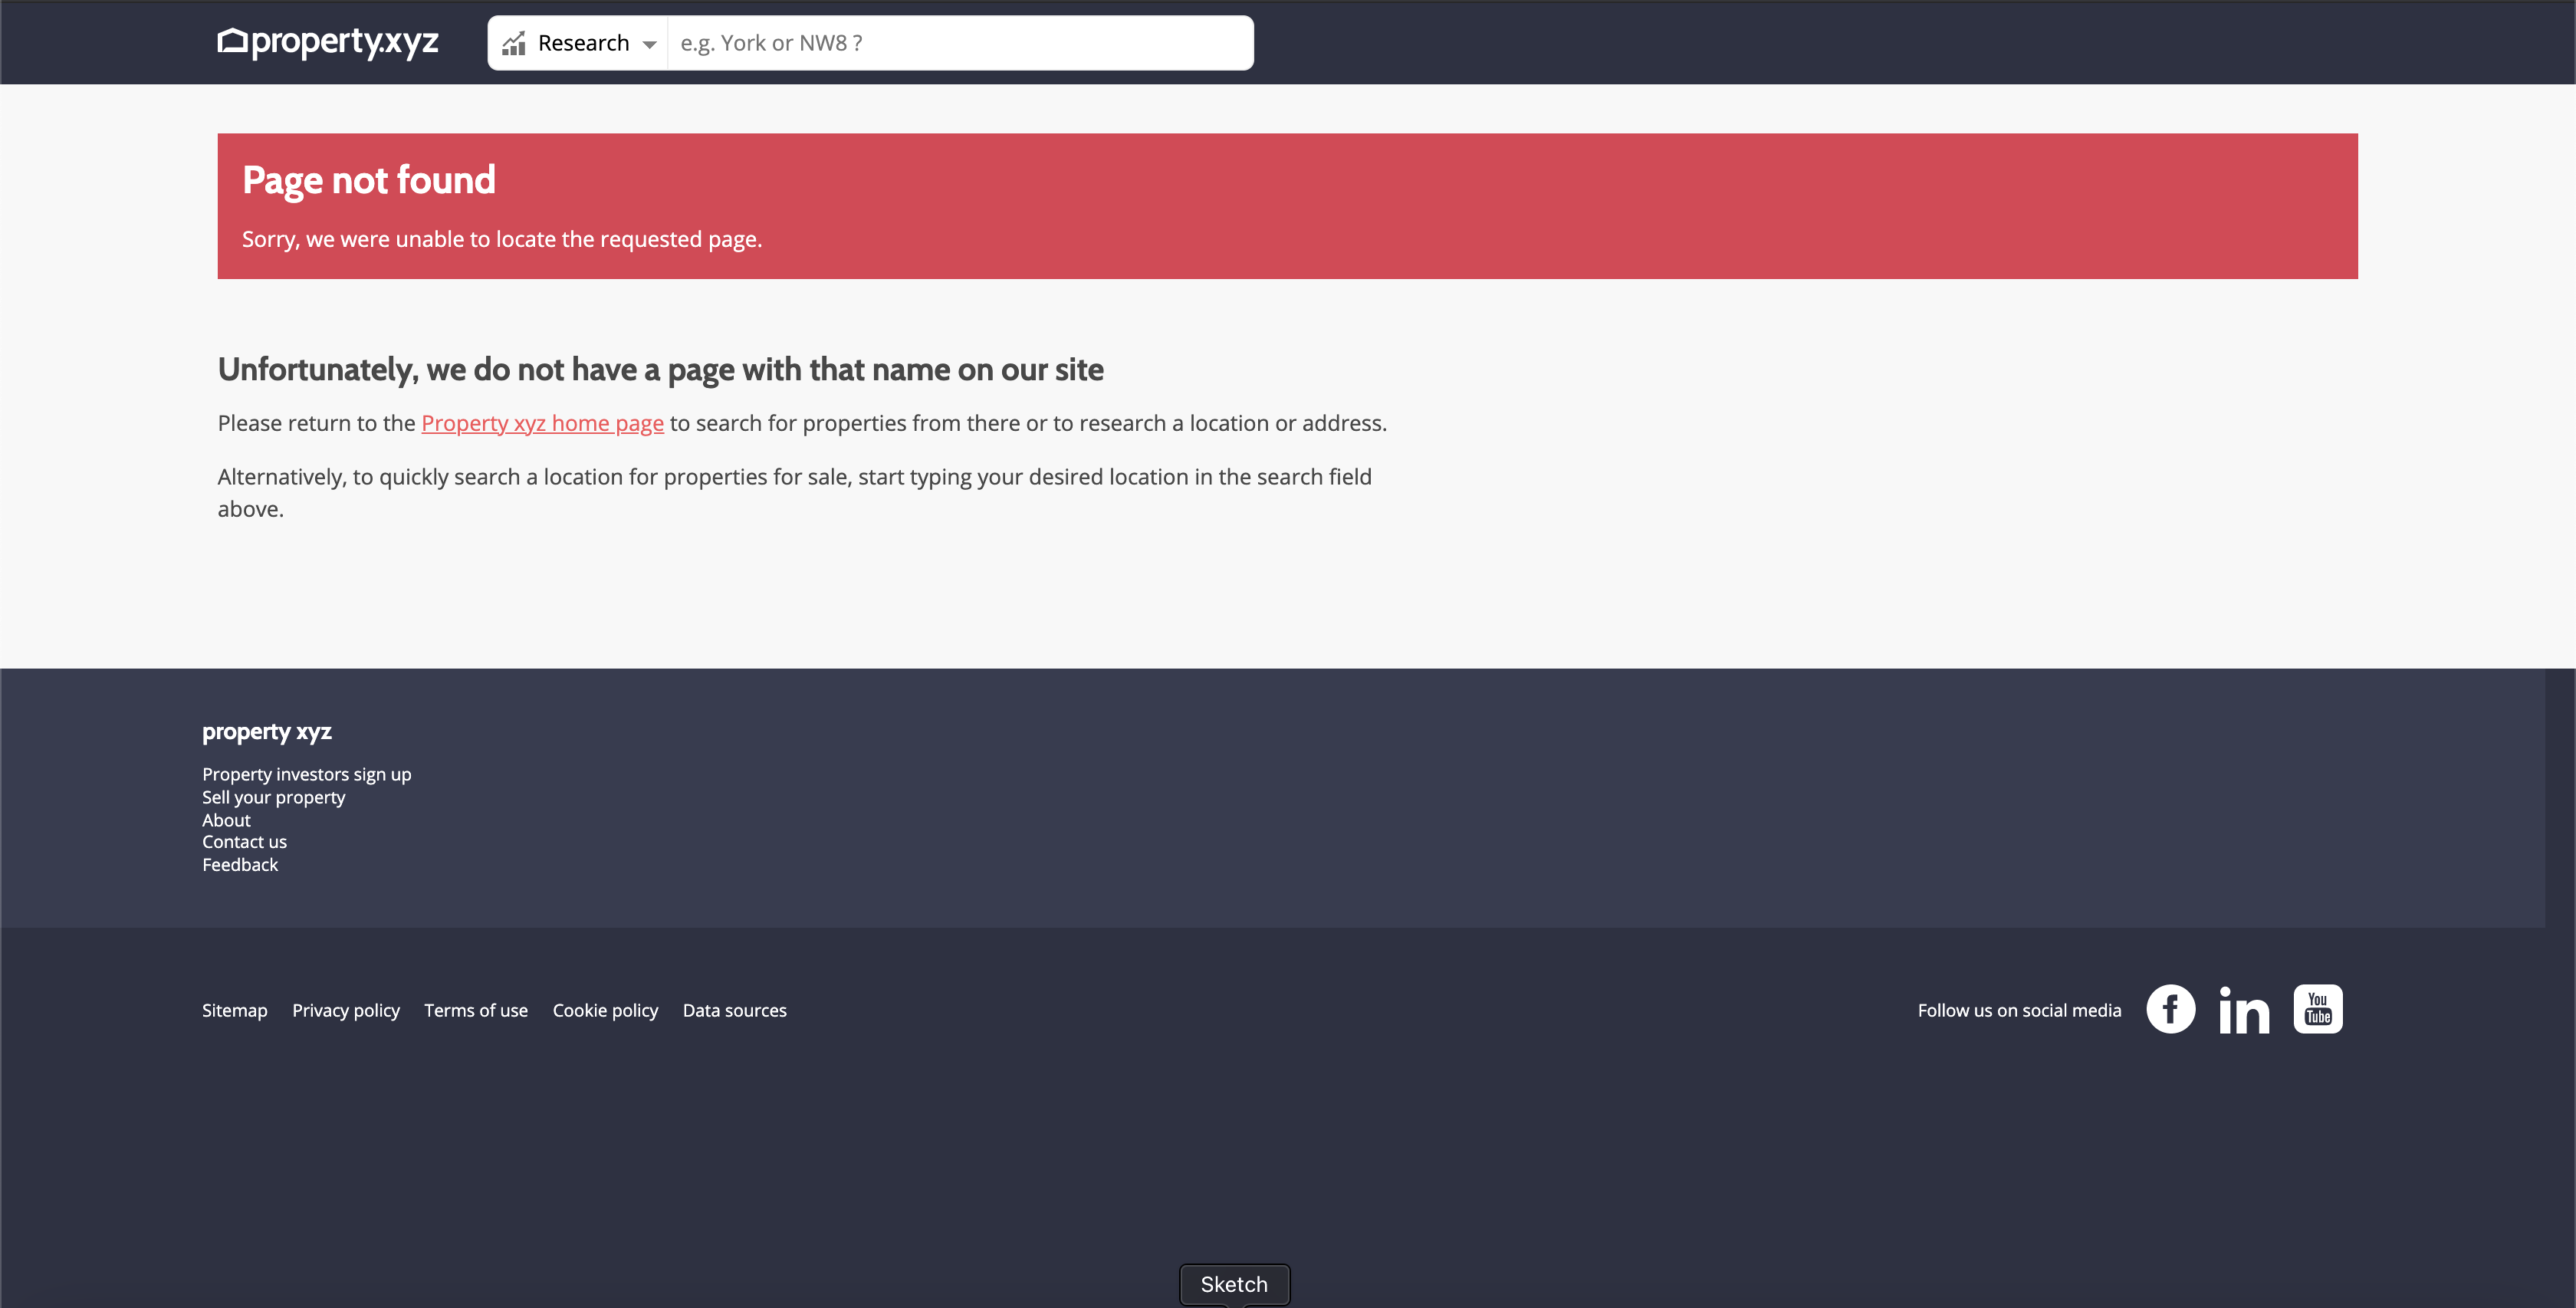 property.xyz
Research
e.g. York or NW8 ?
Page not found
Sorry, we were unable to locate the requested page.
Unfortunately, we do not have a page with that name on our site
Please return to the Property xyz home page to search for properties from there or to research a location or address.
Alternatively, to quickly search a location for properties for sale, start typing your desired location in the search field
above.
property xyz
Property investors sign up
Sell your property
About
Contact us
Feedback
Sitemap
Privacy policy
Terms of use
Cookie policy
Data sources
Follow us on social media
f
in
You
Tube
Sketch